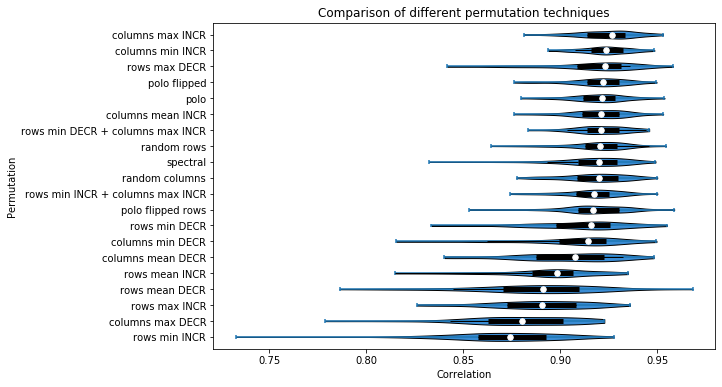 Comparison of different permutation techniques
Permutation
columns max INCR
columns min INCR
rows max DECR
polo flipped
polo
columns mean INCR
rows min DECR + columns max INCR
random rows
spectral
random columns
rows min INCR + columns max INCR
polo flipped rows
rows min DECR
columns min DECR
columns mean DECR
rows mean INCR
rows mean DECR
rows max INCR
columns max DECR
rows min INCR
0.75 0.80 0.85 0.90 0.95
Correlation